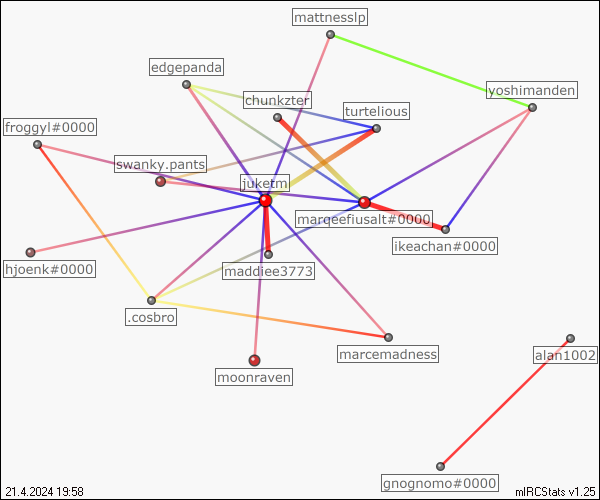 mattnesslp
edgepanda
yoshimanden
chunkzter
turtelious
froggyl#0000
swanky.pants
juketm
marqeefiusalt#0000
ikeachan#0000
hjoenk#0000
maddiee3773
.cosbro
marcemadness
alan1002
moonraven
gnognomo#0000
21.4.2024 19:58
mIRCStats v1.25